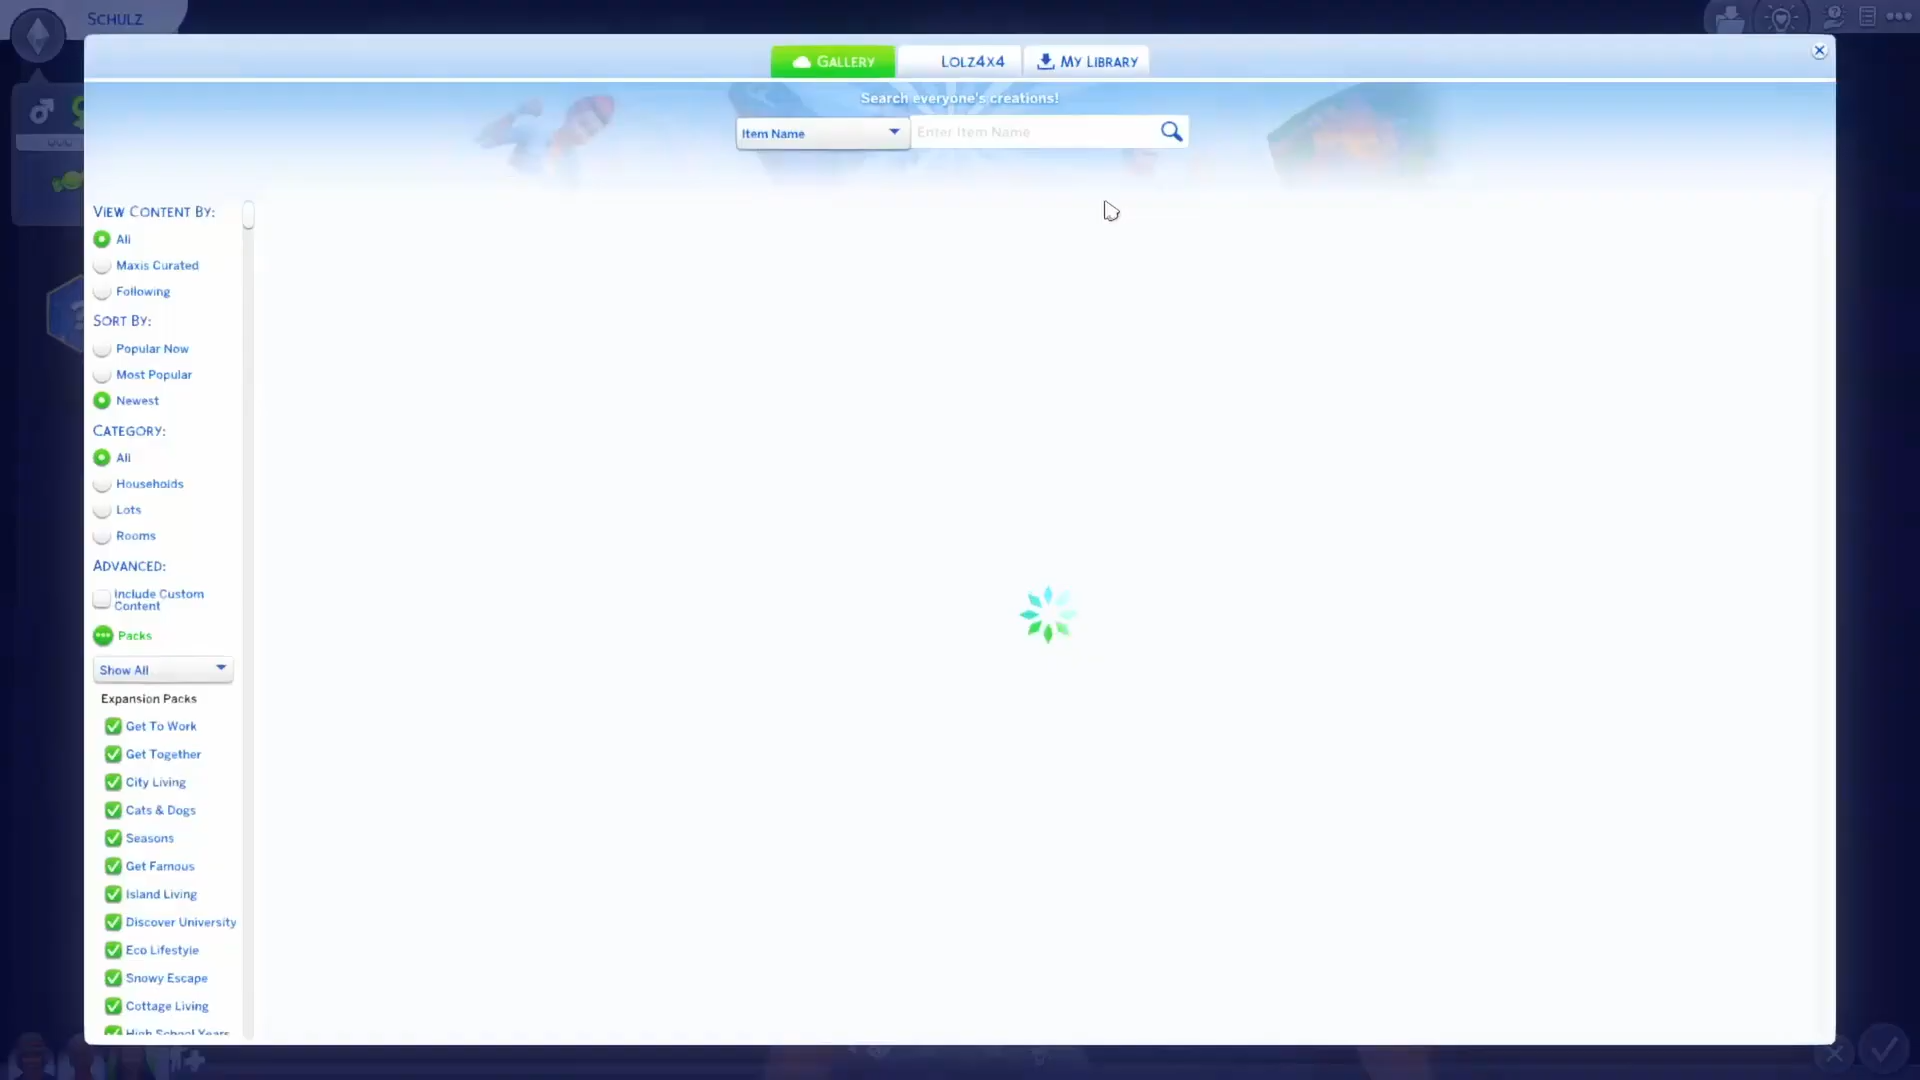 SCHULZ
GALLERY
LOLZ4X4
MY LIBRARY
Search everyone's creations!
Item Name
Enter Item Name
VIEW CONTENT BY:
All
Maxis Curated
Following
SORT BY:
Popular Now
Most Popular
Newest
CATEGORY:
All
Households
Lots
Rooms
ADVANCED:
Include Custom
Content
Packs
Show All
Expansion Packs
Get To Work
Get Together
City Living
Cats & Dogs
Seasons
Get Famous
Island Living
Discover University
Eco Lifestyle
Snowy Escape
Cottage Living
High School Years